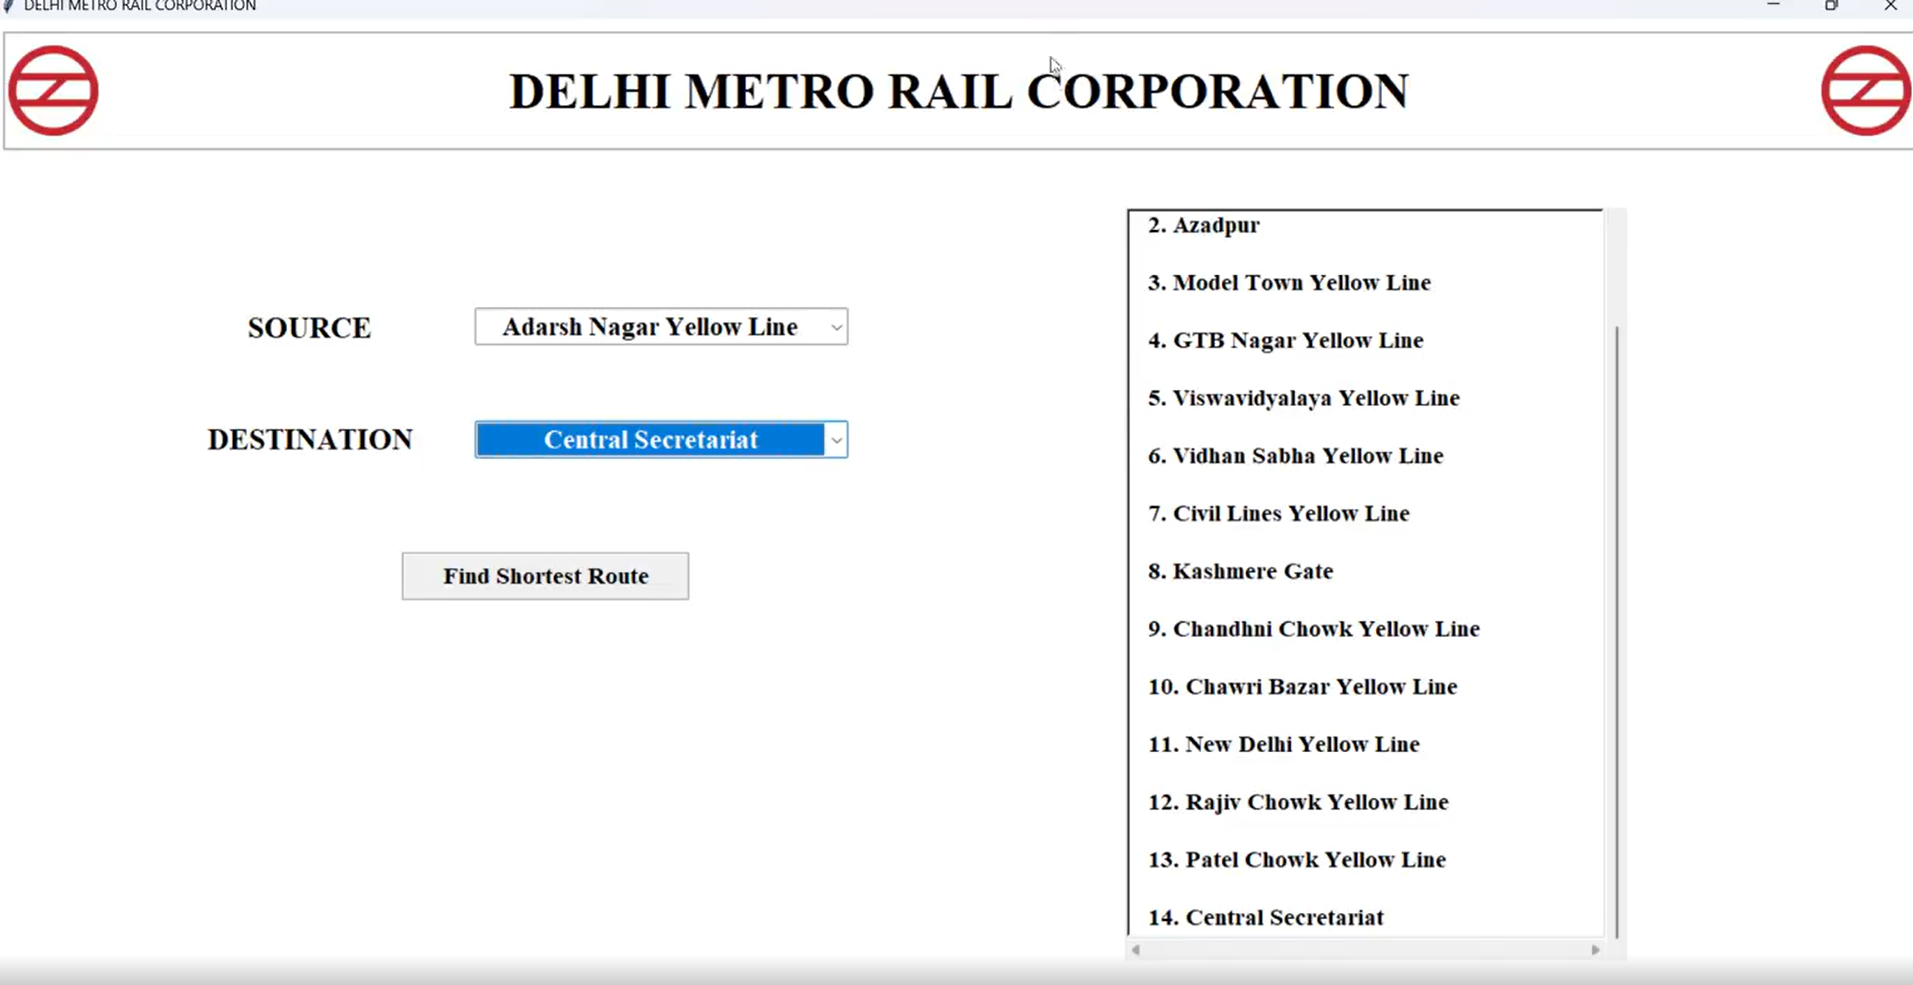 DELHI METRO RAIL CORPORATION
DELHI METRO RAIL CORPORATION
SOURCE
Adarsh Nagar Yellow Line
DESTINATION
Central Secretariat
Find Shortest Route
2. Azadpur
3. Model Town Yellow Line
4. GTB Nagar Yellow Line
5. Viswavidyalaya Yellow Line
6. Vidhan Sabha Yellow Line
7. Civil Lines Yellow Line
8. Kashmere Gate
9. Chandhni Chowk Yellow Line
10. Chawri Bazar Yellow Line
11. New Delhi Yellow Line
12. Rajiv Chowk Yellow Line
13. Patel Chowk Yellow Line
14. Central Secretariat